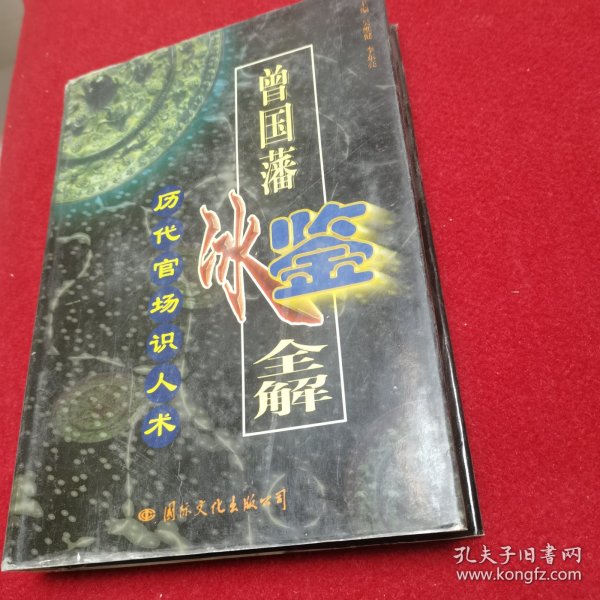 曾国藩
冰鉴
全解
历代官场识人术
国际文化出版公司
孔夫子旧书网
www.kongfz.com